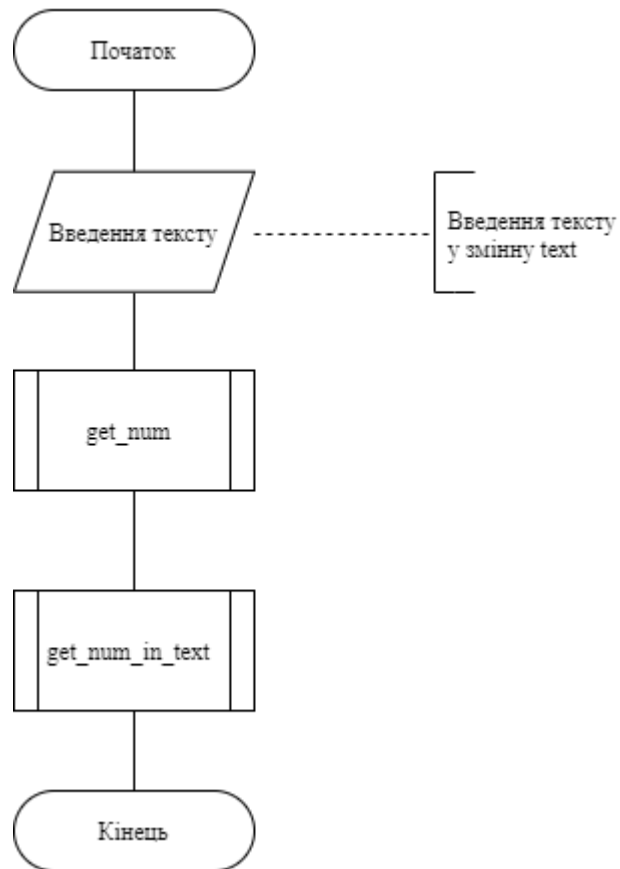 Початок
Введення тексту
Введення тексту
у змінну text
get_num
get_num_in_text
Кінець